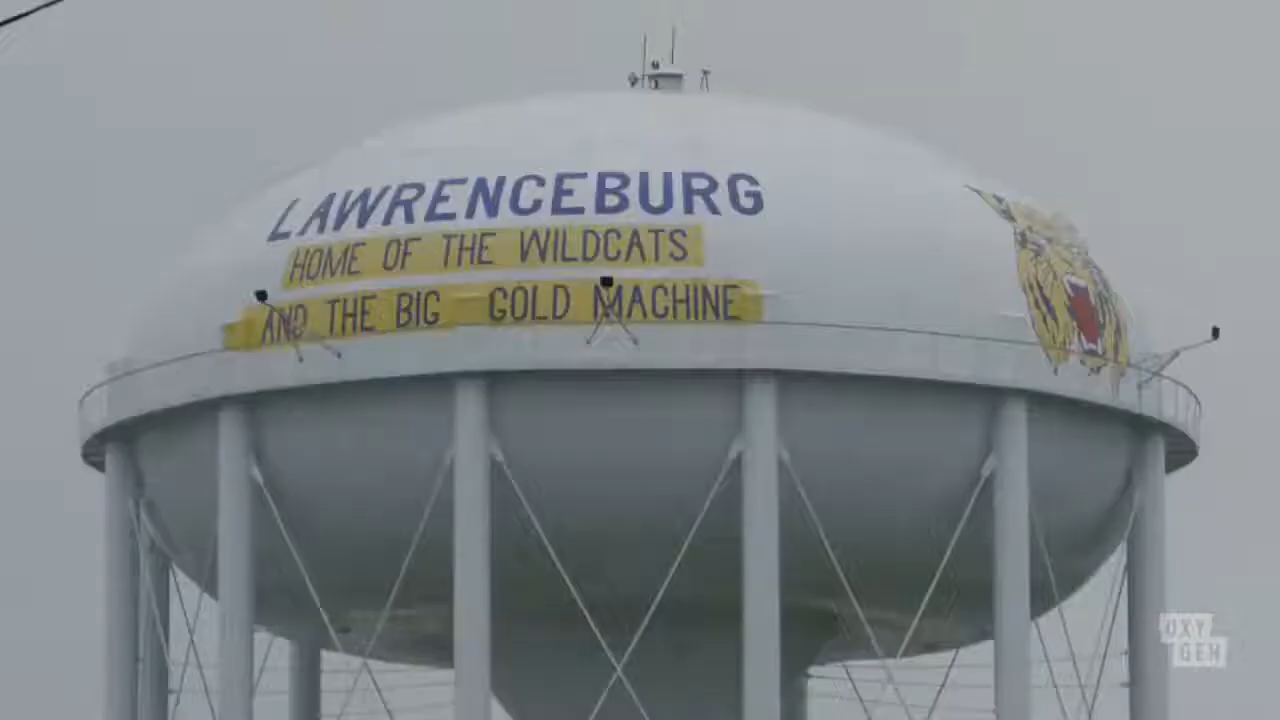 LAWRENCEBURG
HOME OF THE WILDCATS
AND THE BIG GOLD MACHINE
OXY
GEN